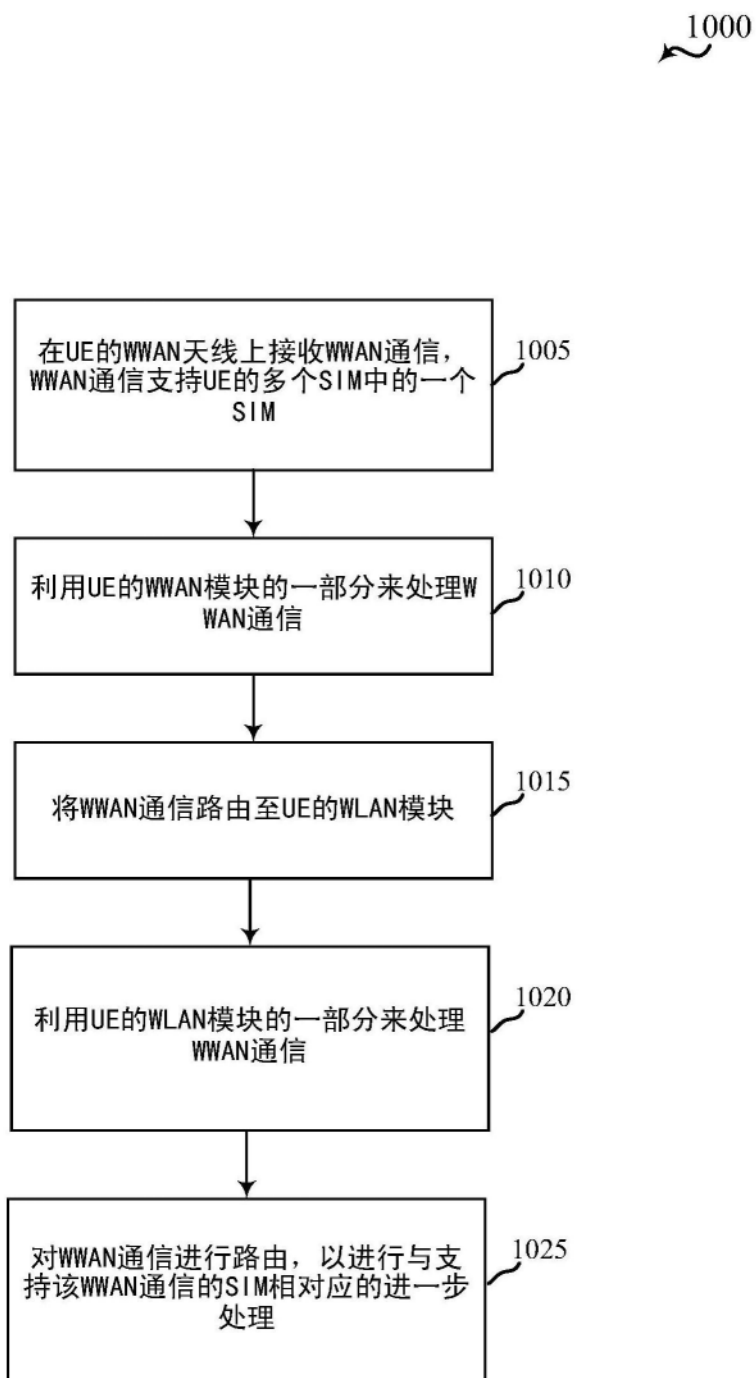 1000
在UE的WWAN天线上接收WWAN通信，
WWAN通信支持UE的多个SIM中的一个
SIM
1005
利用UE的WWAN模块的一部分来处理W
WAN通信
1010
将WWAN通信路由至UE的WLAN模块
1015
利用UE的WLAN模块的一部分来处理
WWAN通信
1020
对WWAN通信进行路由，以进行与支
持该WWAN通信的SIM相对应的进一步
处理
1025